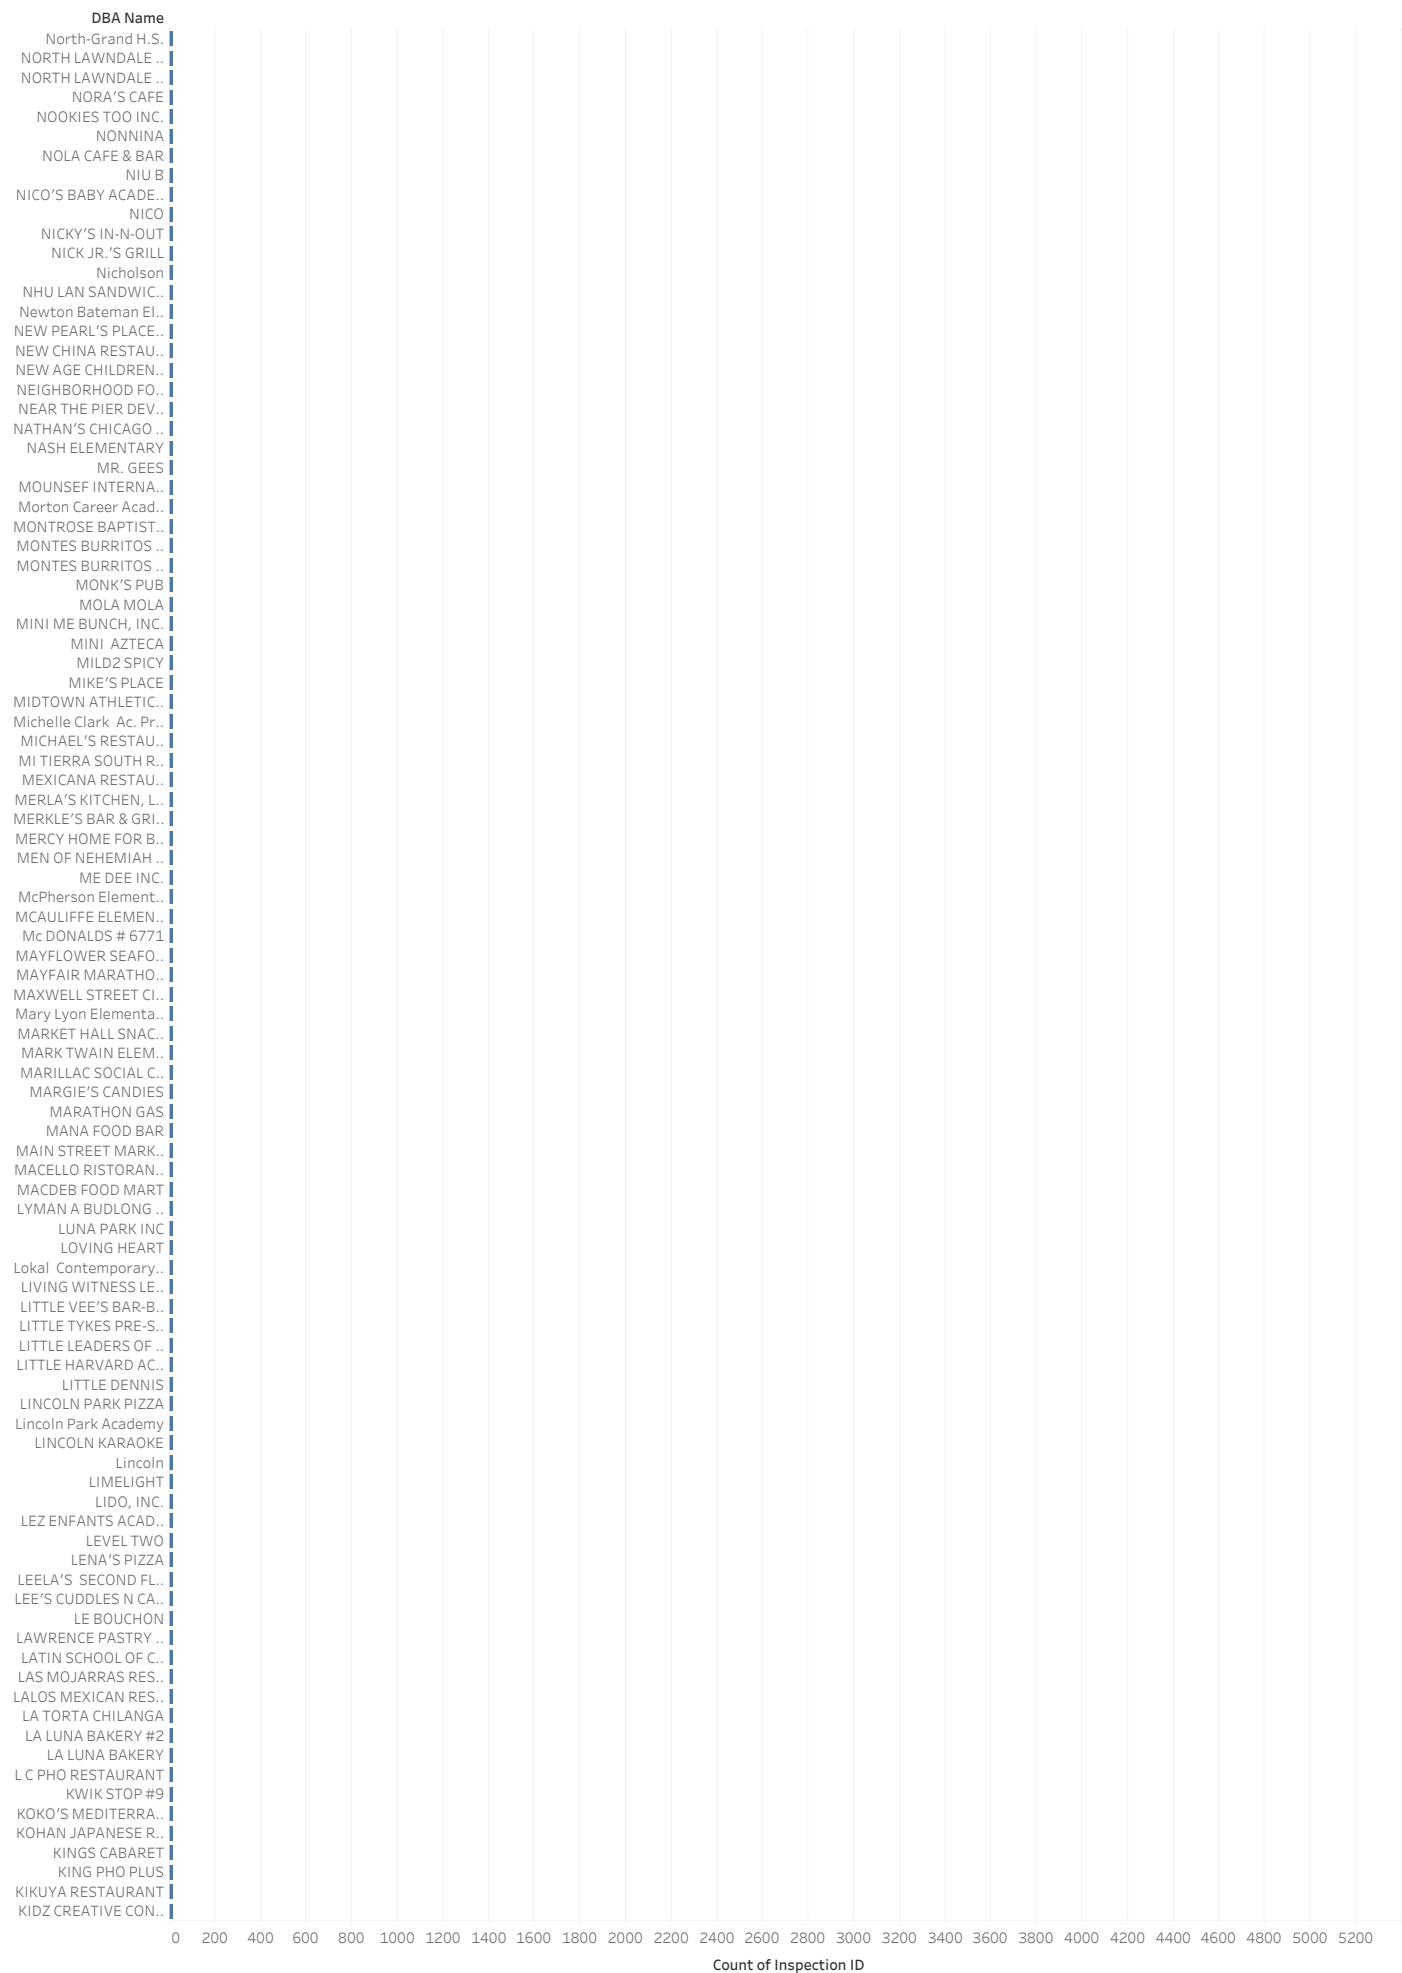 DBA Name
North-Grand H.S.
NORTH LAWNDALE ..
NORTH LAWNDALE ..
NORA'S CAFE
NOOKIES TOO INC.
NONNINA
NOLA CAFE & BAR
NIU B
NICO'S BABY ACADE..
NICO
NICKY'S IN-N-OUT
NICK JR.'S GRILL
Nicholson
NHU LAN SANDWIC..
Newton Bateman El..
NEW PEARL'S PLACE..
NEW CHINA RESTAU..
NEW AGE CHILDREN..
NEIGHBORHOOD FO..
NEAR THE PIER DEV..
NATHAN'S CHICAGO ..
NASH ELEMENTARY
MR. GEES
MOUNSEF INTERNA..
Morton Career Acad..
MONTROSE BAPTIST..
MONTES BURRITOS ..
MONTES BURRITOS ..
MONK'S PUB
MOLA MOLA
MINI ME BUNCH, INC.
MINI  AZTECA
MILD2 SPICY
MIKE'S PLACE
MIDTOWN ATHLETIC..
Michelle Clark  Ac. Pr..
MICHAEL'S RESTAU..
MI TIERRA SOUTH R..
MEXICANA RESTAU..
MERLA'S KITCHEN, L..
MERKLE'S BAR & GRI..
MERCY HOME FOR B..
MEN OF NEHEMIAH ..
ME DEE INC.
McPherson Element..
MCAULIFFE ELEMEN..
Mc DONALDS # 6771
MAYFLOWER SEAFO..
MAYFAIR MARATHO..
MAXWELL STREET CI..
Mary Lyon Elementa..
MARKET HALL SNAC..
MARK TWAIN ELEM..
MARILLAC SOCIAL C..
MARGIE'S CANDIES
MARATHON GAS
MANA FOOD BAR
MAIN STREET MARK..
MACELLO RISTORAN..
MACDEB FOOD MART
LYMAN A BUDLONG ..
LUNA PARK INC
LOVING HEART
Lokal  Contemporary..
LIVING WITNESS LE..
LITTLE VEE'S BAR-B..
LITTLE TYKES PRE-S..
LITTLE LEADERS OF ..
LITTLE HARVARD AC..
LITTLE DENNIS
LINCOLN PARK PIZZA
Lincoln Park Academy
LINCOLN KARAOKE
Lincoln
LIMELIGHT
LIDO, INC.
LEZ ENFANTS ACAD..
LEVEL TWO
LENA'S PIZZA
LEELA'S  SECOND FL..
LEE'S CUDDLES N CA..
LE BOUCHON
LAWRENCE PASTRY ..
LATIN SCHOOL OF C..
LAS MOJARRAS RES..
LALOS MEXICAN RES..
LA TORTA CHILANGA
LA LUNA BAKERY #2
LA LUNA BAKERY
L C PHO RESTAURANT
KWIK STOP #9
KOKO'S MEDITERRA..
KOHAN JAPANESE R..
KINGS CABARET
KING PHO PLUS
KIKUYA RESTAURANT
KIDZ CREATIVE CON..
0 200 400 600 800 1000 1200 1400 1600 1800 2000 2200 2400 2600 2800 3000 3200 3400 3600 3800 4000 4200 4400 4600 4800 5000 5200
Count of Inspection ID